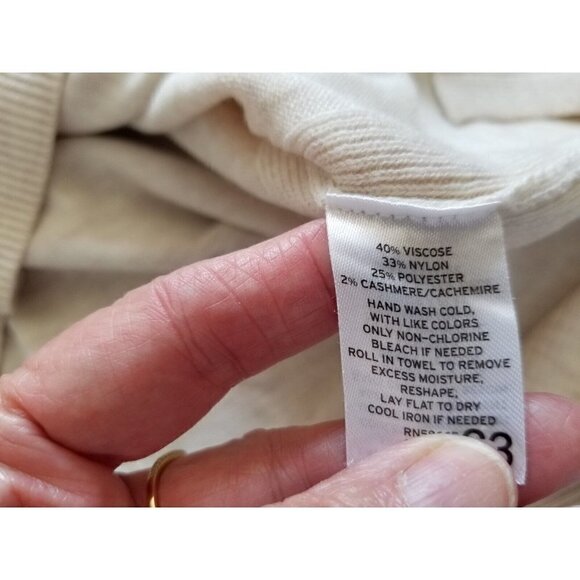 40% VISCOSE
33% NYLON
25% POLYESTER
2% CASHMERE/CACHEMIRE
HAND WASH COLD,
WITH LIKE COLORS
ONLY NON-CHLORINE
BLEACH IF NEEDED
ROLL IN TOWEL TO REMOVE
EXCESS MOISTURE,
RESHAPE,
LAY FLAT TO DRY
COOL IRON IF NEEDED